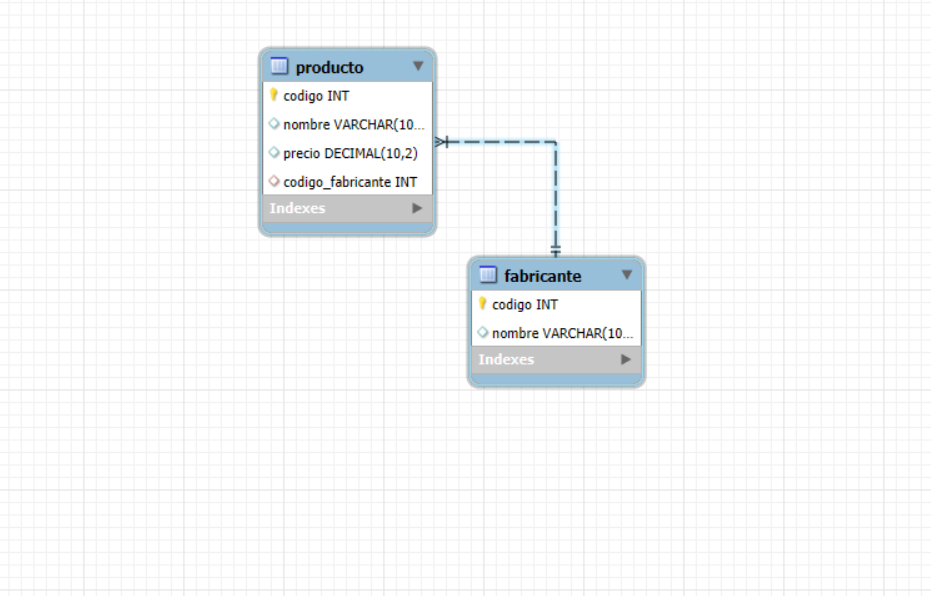 producto
codigo INT
nombre VARCHAR(10...
precio DECIMAL(10,2)
codigo_fabricante INT
Indexes
fabricante
codigo INT
nombre VARCHAR(10...
Indexes